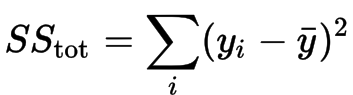 SS_tot = ∑_i (y_i − ȳ)²